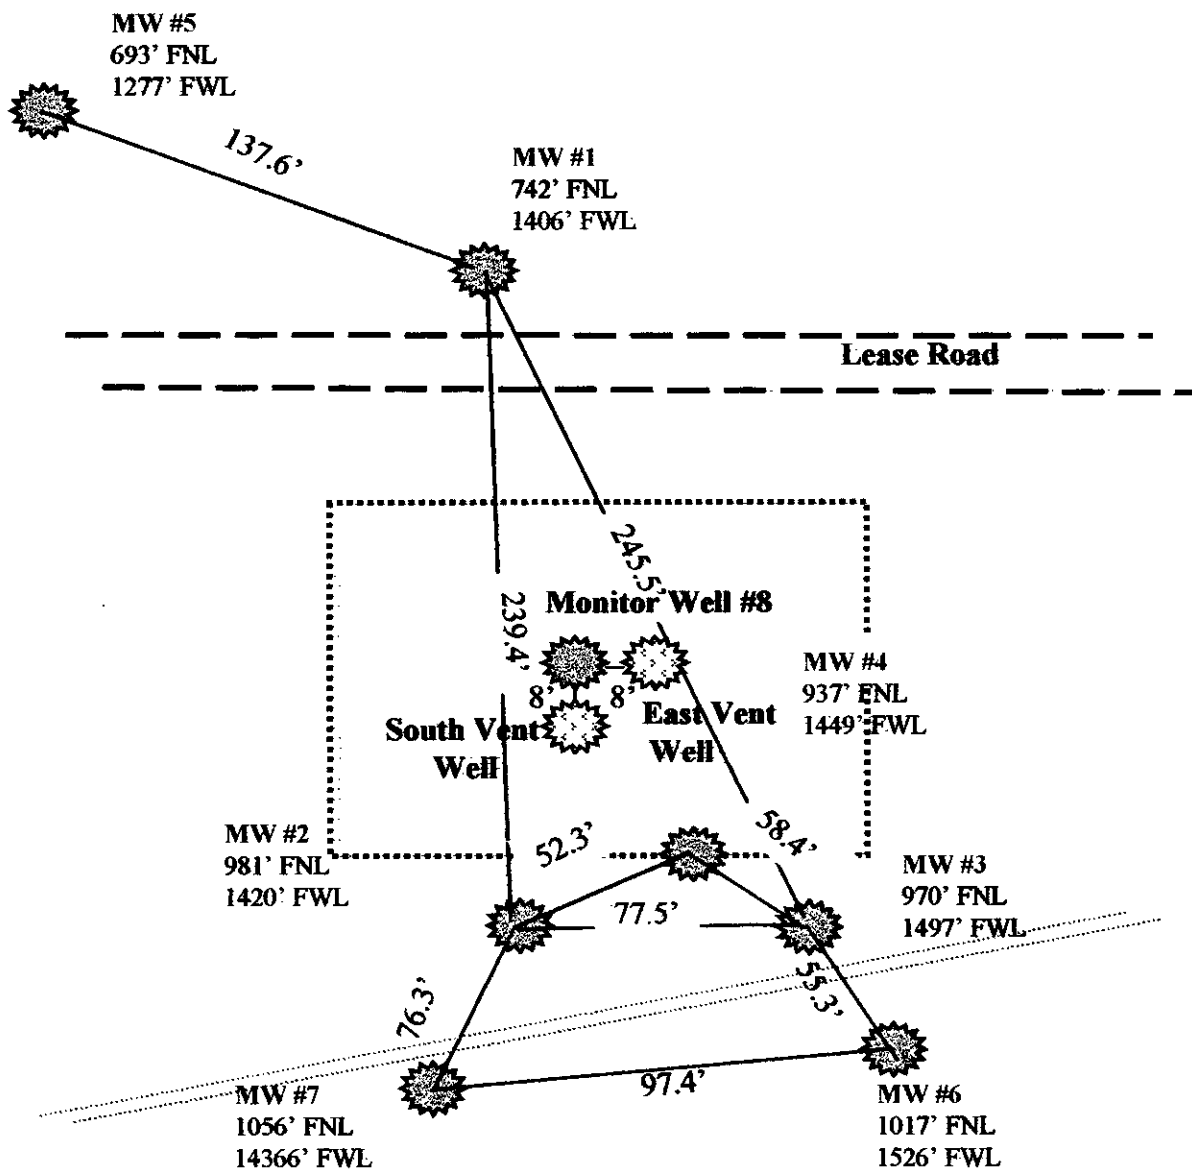 MW #5
693' FNL
1277' FWL
137.6'
MW #1
742' FNL
1406' FWL
Lease Road
245.5'
239.4'
Monitor Well #8
8'
8'
South Vent
Well
East Vent
Well
MW #4
937' FNL
1449' FWL
MW #2
981' FNL
1420' FWL
52.3'
58.4'
77.5'
MW #3
970' FNL
1497' FWL
76.3'
55.3'
97.4'
MW #7
1056' FNL
14366' FWL
MW #6
1017' FNL
1526' FWL